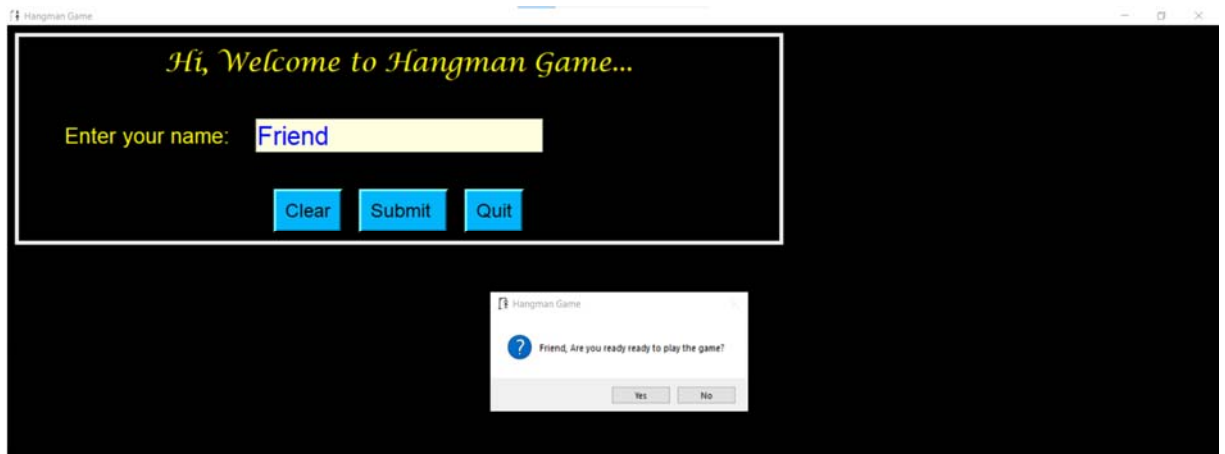 Hangman Game
Hi, Welcome to Hangman Game...
Enter your name: Friend
Clear Submit Quit
Hangman Game
Friend, Are you ready ready to play the game?
Yes No